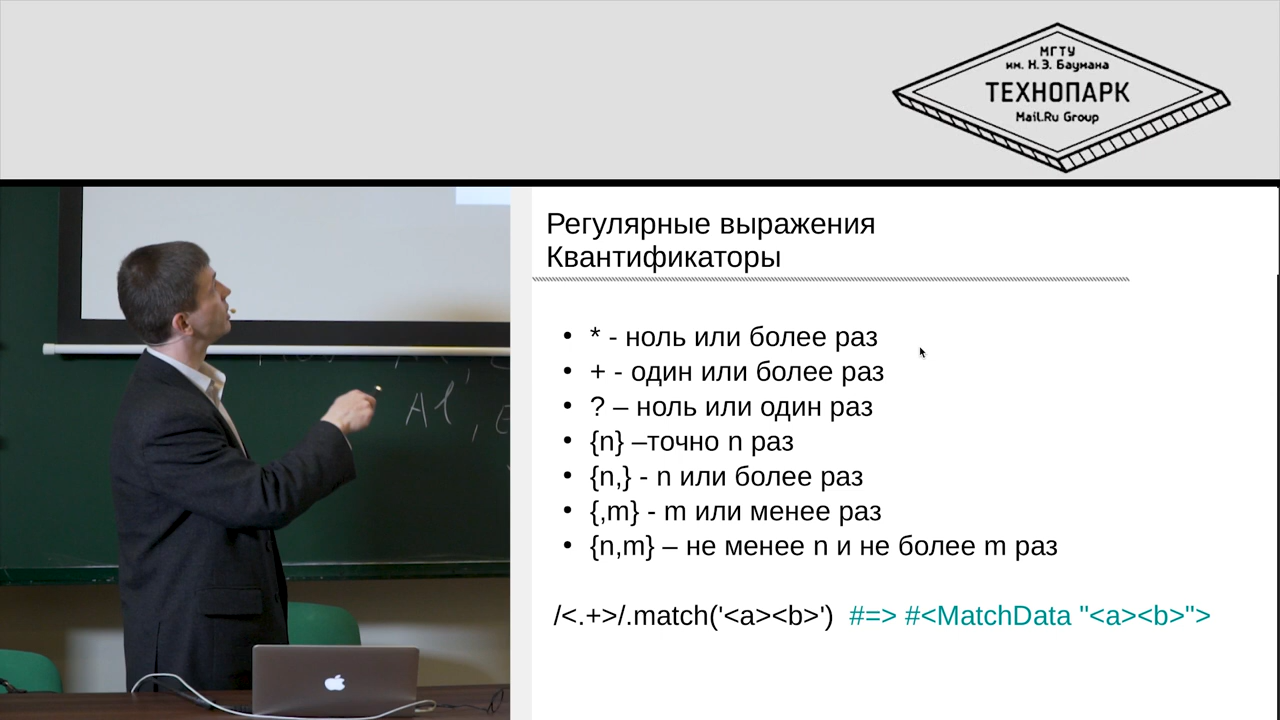 МГТУ
им. Н.Э. Баумана
ТЕХНОПАРК
Mail.Ru Group
Регулярные выражения
Квантификаторы
• * - ноль или более раз
• + - один или более раз
• ? – ноль или один раз
• {n} –точно n раз
• {n,} - n или более раз
• {,m} - m или менее раз
• {n,m} – не менее n и не более m раз
/<.+>/.match('<a><b>') #=> #<MatchData "<a><b>">